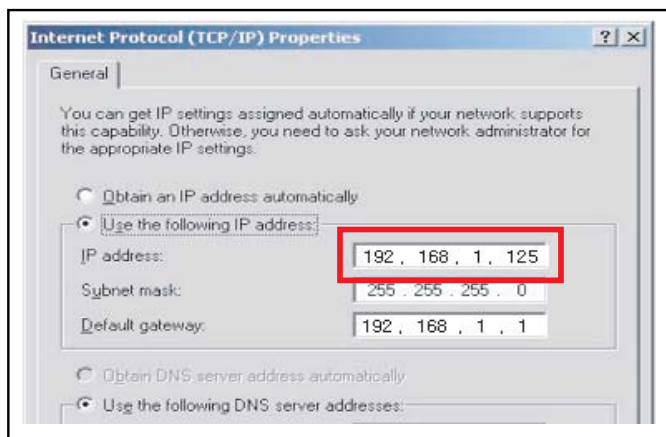 Internet Protocol (TCP/IP) Properties
General
You can get IP settings assigned automatically if your network supports
this capability. Otherwise, you need to ask your network administrator for
the appropriate IP settings.
Obtain an IP address automatically
Use the following IP address:
IP address: 192 . 168 . 1 . 125
Subnet mask: 255 . 255 . 255 . 0
Default gateway: 192 . 168 . 1 . 1
Obtain DNS server address automatically
Use the following DNS server addresses: